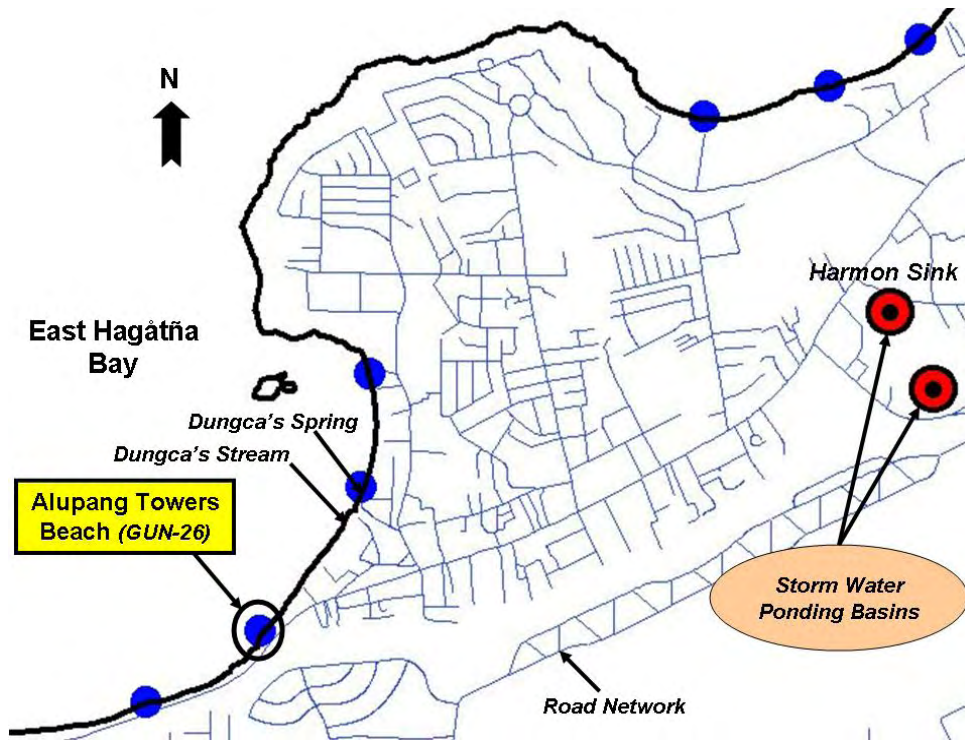 N
Harmon Sink
East Hagåtña
Bay
Dungca's Spring
Dungca's Stream
Alupang Towers
Beach (GUN-26)
Storm Water
Ponding Basins
Road Network